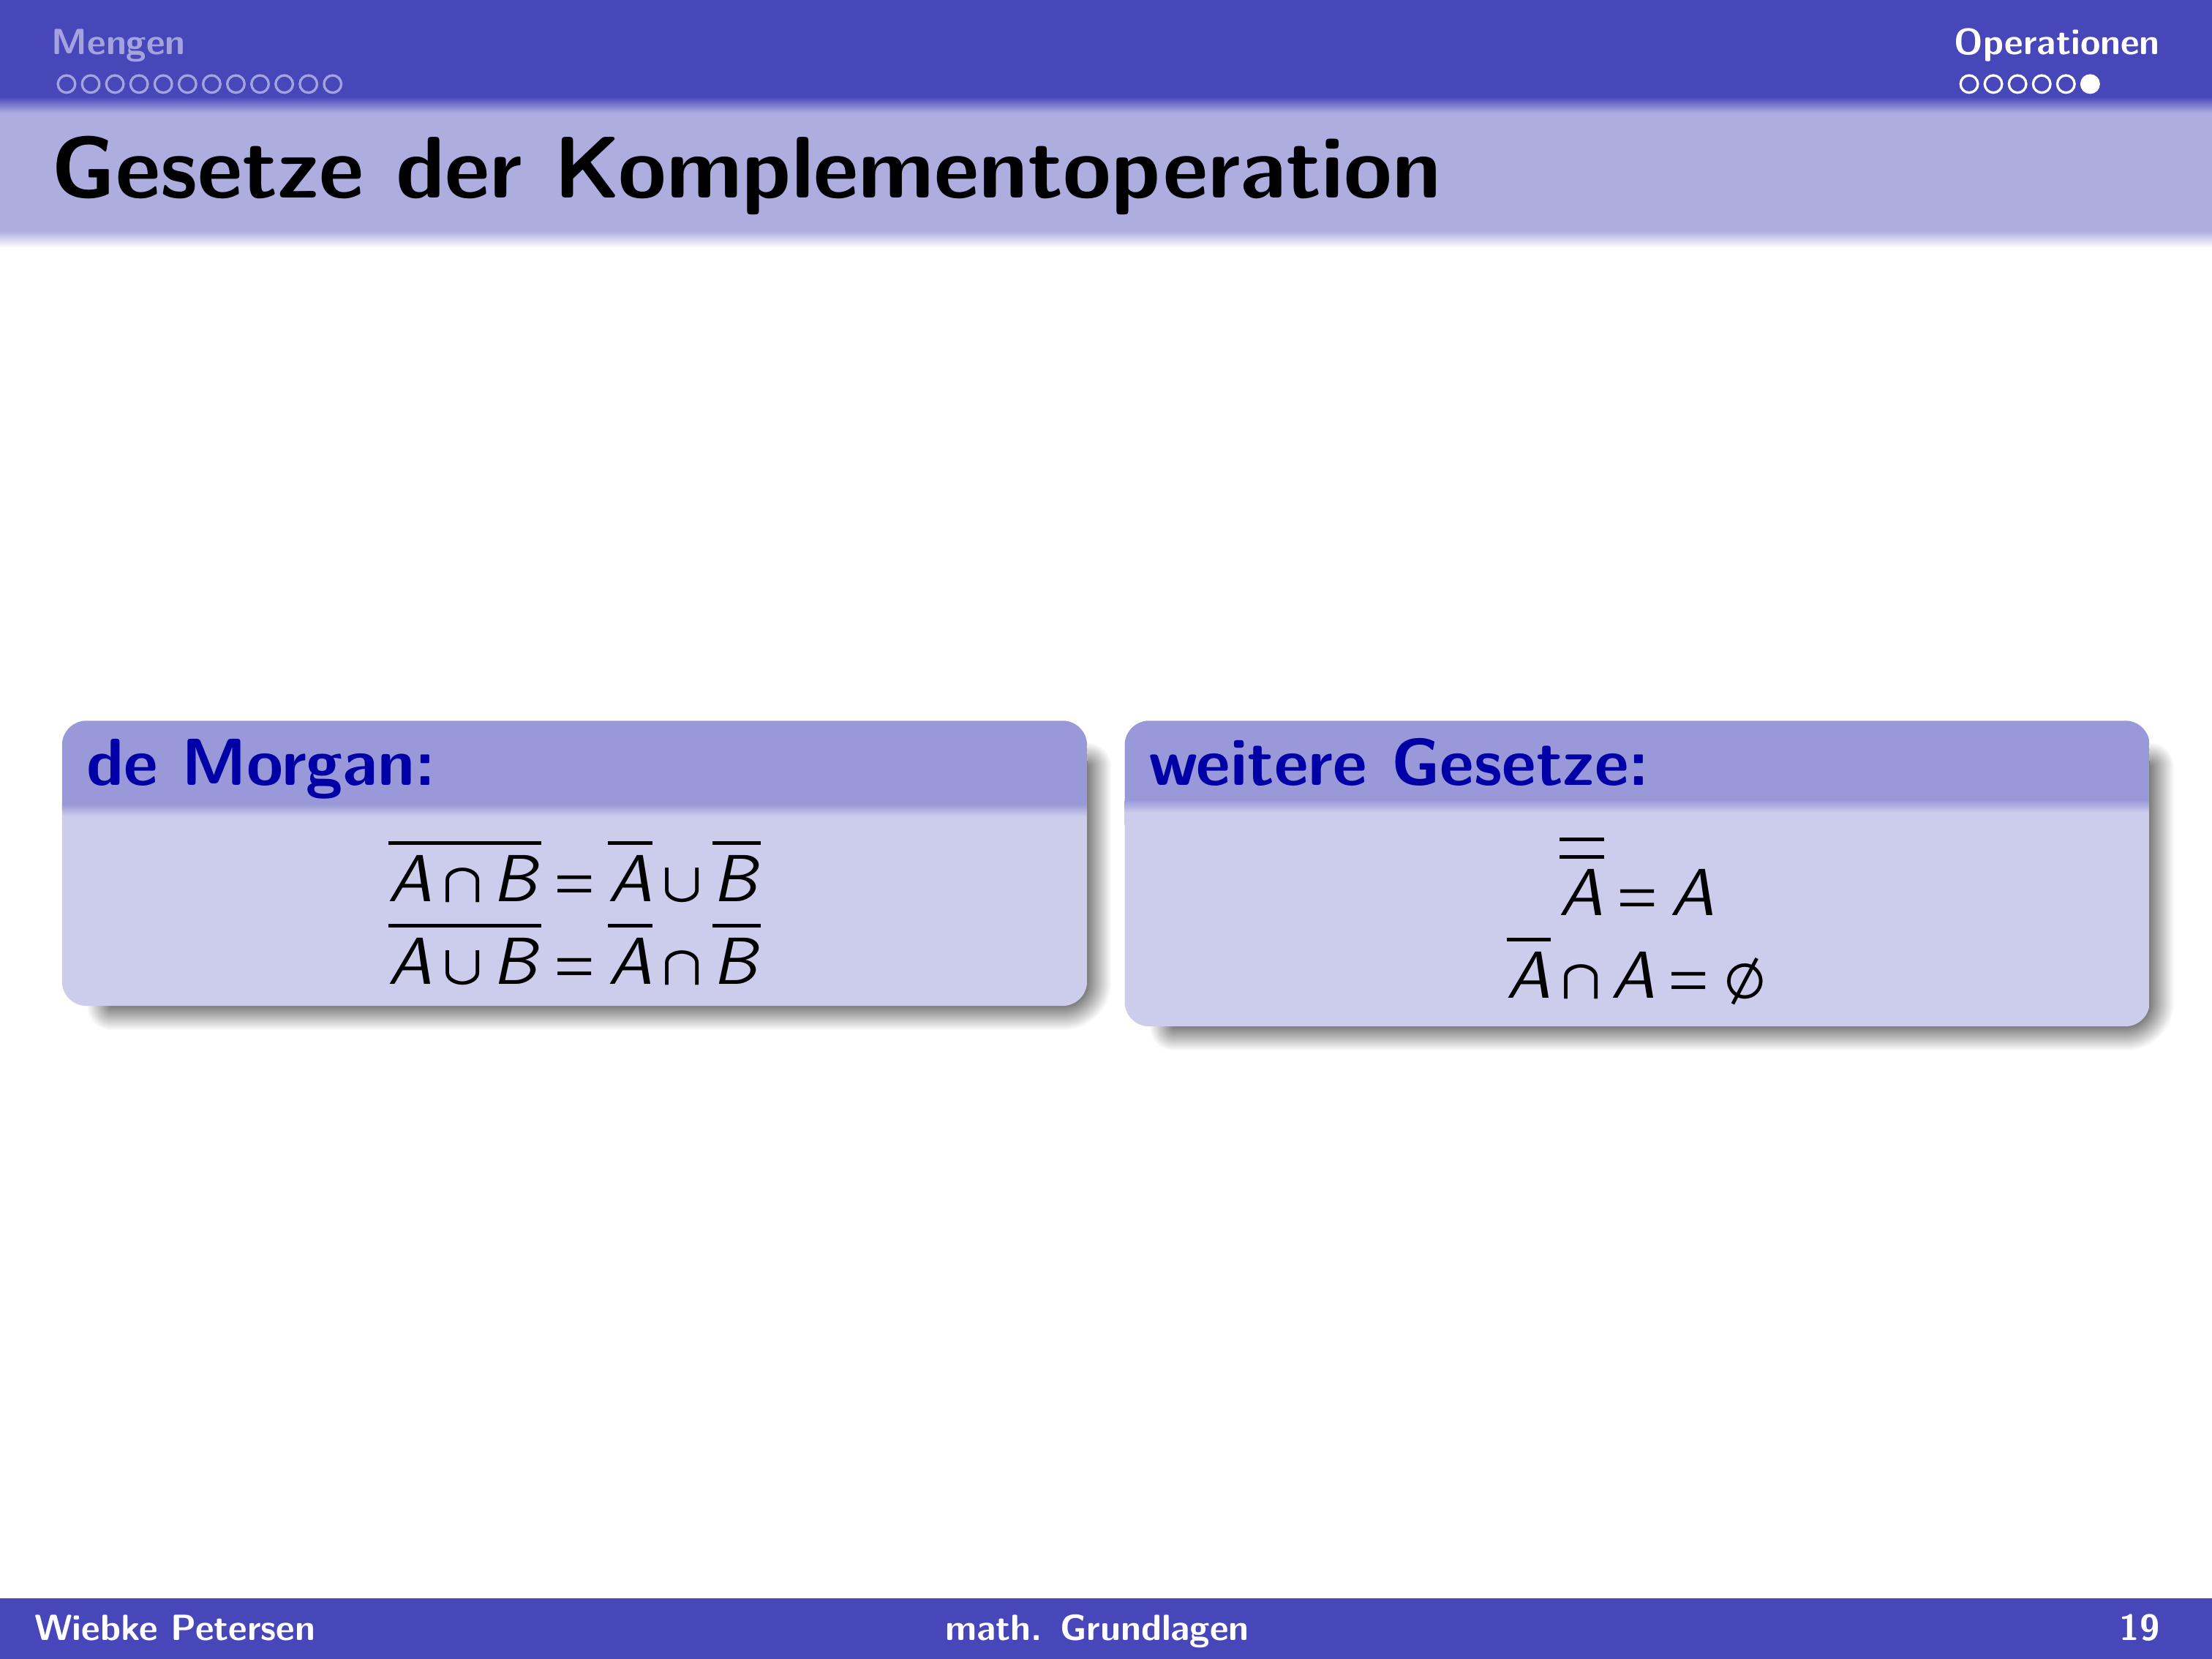 Mengen
Operationen
Gesetze der Komplementoperation
de Morgan:
$\overline{A \cap B} = \overline{A} \cup \overline{B}$
$\overline{A \cup B} = \overline{A} \cap \overline{B}$
weitere Gesetze:
$\overline{\overline{A}} = A$
$\overline{A} \cap A = \emptyset$
Wiebke Petersen
math. Grundlagen
19